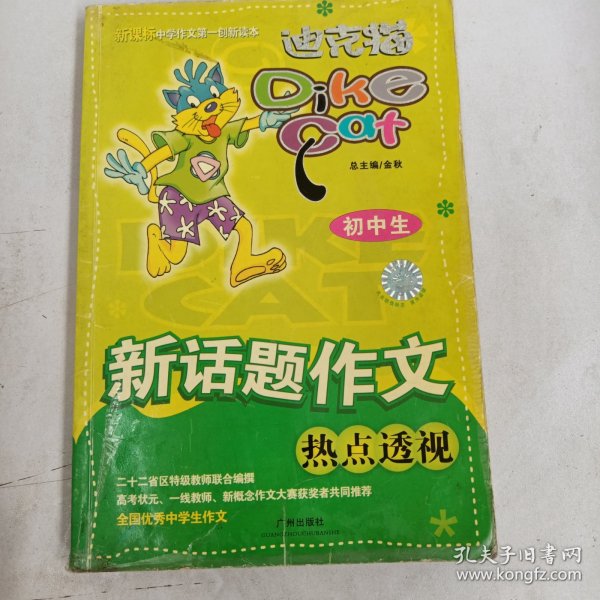 新课标中学作文第一创新读本
迪克猫
Dike
Cat
总主编/金秋
初中生
DIKE
CAT
新话题作文
热点透视
二十二省区特级教师联合编撰
高考状元、一线教师、新概念作文大赛获奖者共同推荐
全国优秀中学生作文
广州出版社
GUANGZHOUCHUBANSHE
孔夫子旧书网
www.kongfz.com